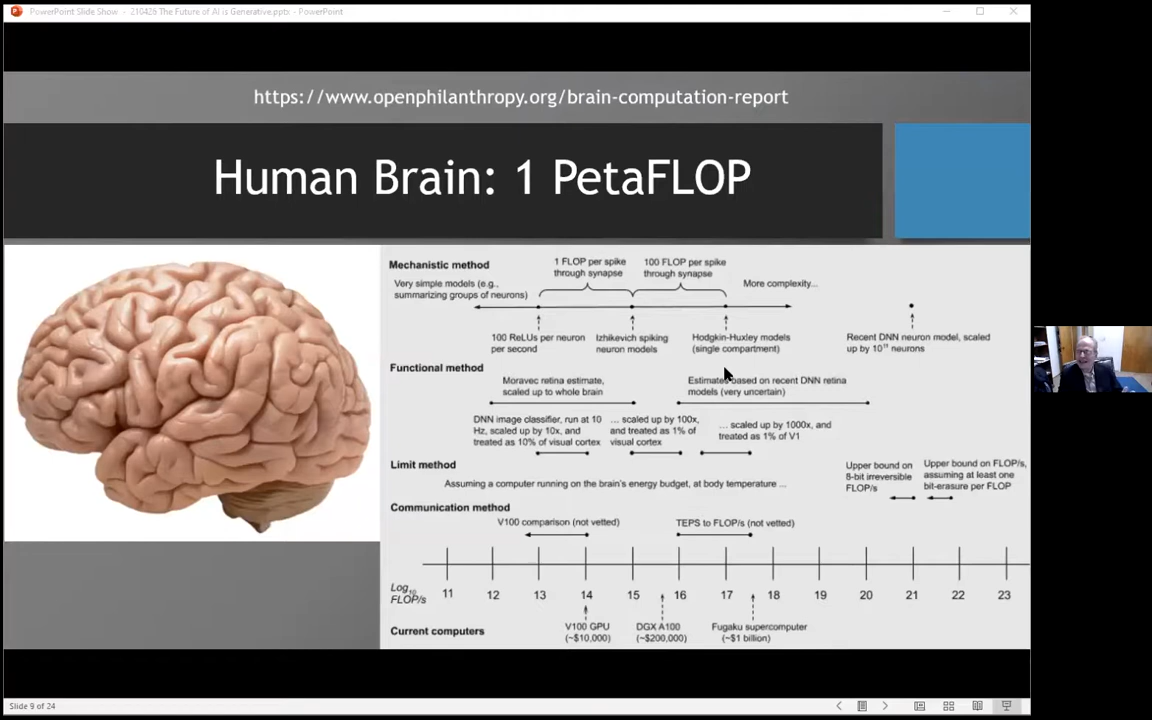 PowerPoint Slide Show - 210426 The Future of AI is Generative.pptx - PowerPoint
https://www.openphilanthropy.org/brain-computation-report
Human Brain: 1 PetaFLOP
Mechanistic method
Very simple models (e.g.,
summarizing groups of neurons)
1 FLOP per spike
through synapse
100 FLOP per spike
through synapse
More complexity...
100 ReLUs per neuron
per second
Izhikevich spiking
neuron models
Hodgkin-Huxley models
(single compartment)
Recent DNN neuron model, scaled
up by 10¹¹ neurons
Functional method
Moravec retina estimate,
scaled up to whole brain
Estimates based on recent DNN retina
models (very uncertain)
DNN image classifier, run at 10
Hz, scaled up by 10x, and
treated as 10% of visual cortex
... scaled up by 100x,
and treated as 1% of
visual cortex
... scaled up by 1000x, and
treated as 1% of V1
Limit method
Assuming a computer running on the brain's energy budget, at body temperature ...
Upper bound on
8-bit irreversible
FLOP/s
Upper bound on FLOP/s,
assuming at least one
bit-erasure per FLOP
Communication method
V100 comparison (not vetted)
TEPS to FLOP/s (not vetted)
Log₁₀
FLOP/s
11 12 13 14 15 16 17 18 19 20 21 22 23
Current computers
V100 GPU
(~$10,000)
DGX A100
(~$200,000)
Fugaku supercomputer
(~$1 billion)
Slide 9 of 24